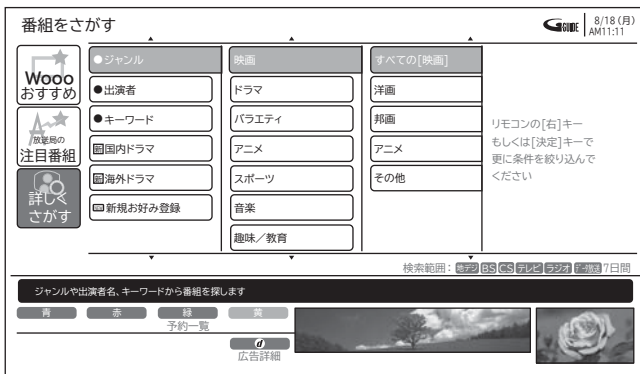 番組をさがす
G GUIDE
8/18 (月)
AM11:11
Wooo
おすすめ
放送局の
注目番組
詳しく
さがす
●ジャンル
●出演者
●キーワード
国内ドラマ
海外ドラマ
新規お好み登録
映画
ドラマ
バラエティ
アニメ
スポーツ
音楽
趣味／教育
すべての[映画]
洋画
邦画
アニメ
その他
リモコンの[右]キー
もしくは[決定]キーで
更に条件を絞り込んで
ください
検索範囲： 地デジ BS CS テレビ ラジオ データ放送 7日間
ジャンルや出演者名、キーワードから番組を探します
青 赤 緑 黄
予約一覧
d
広告詳細